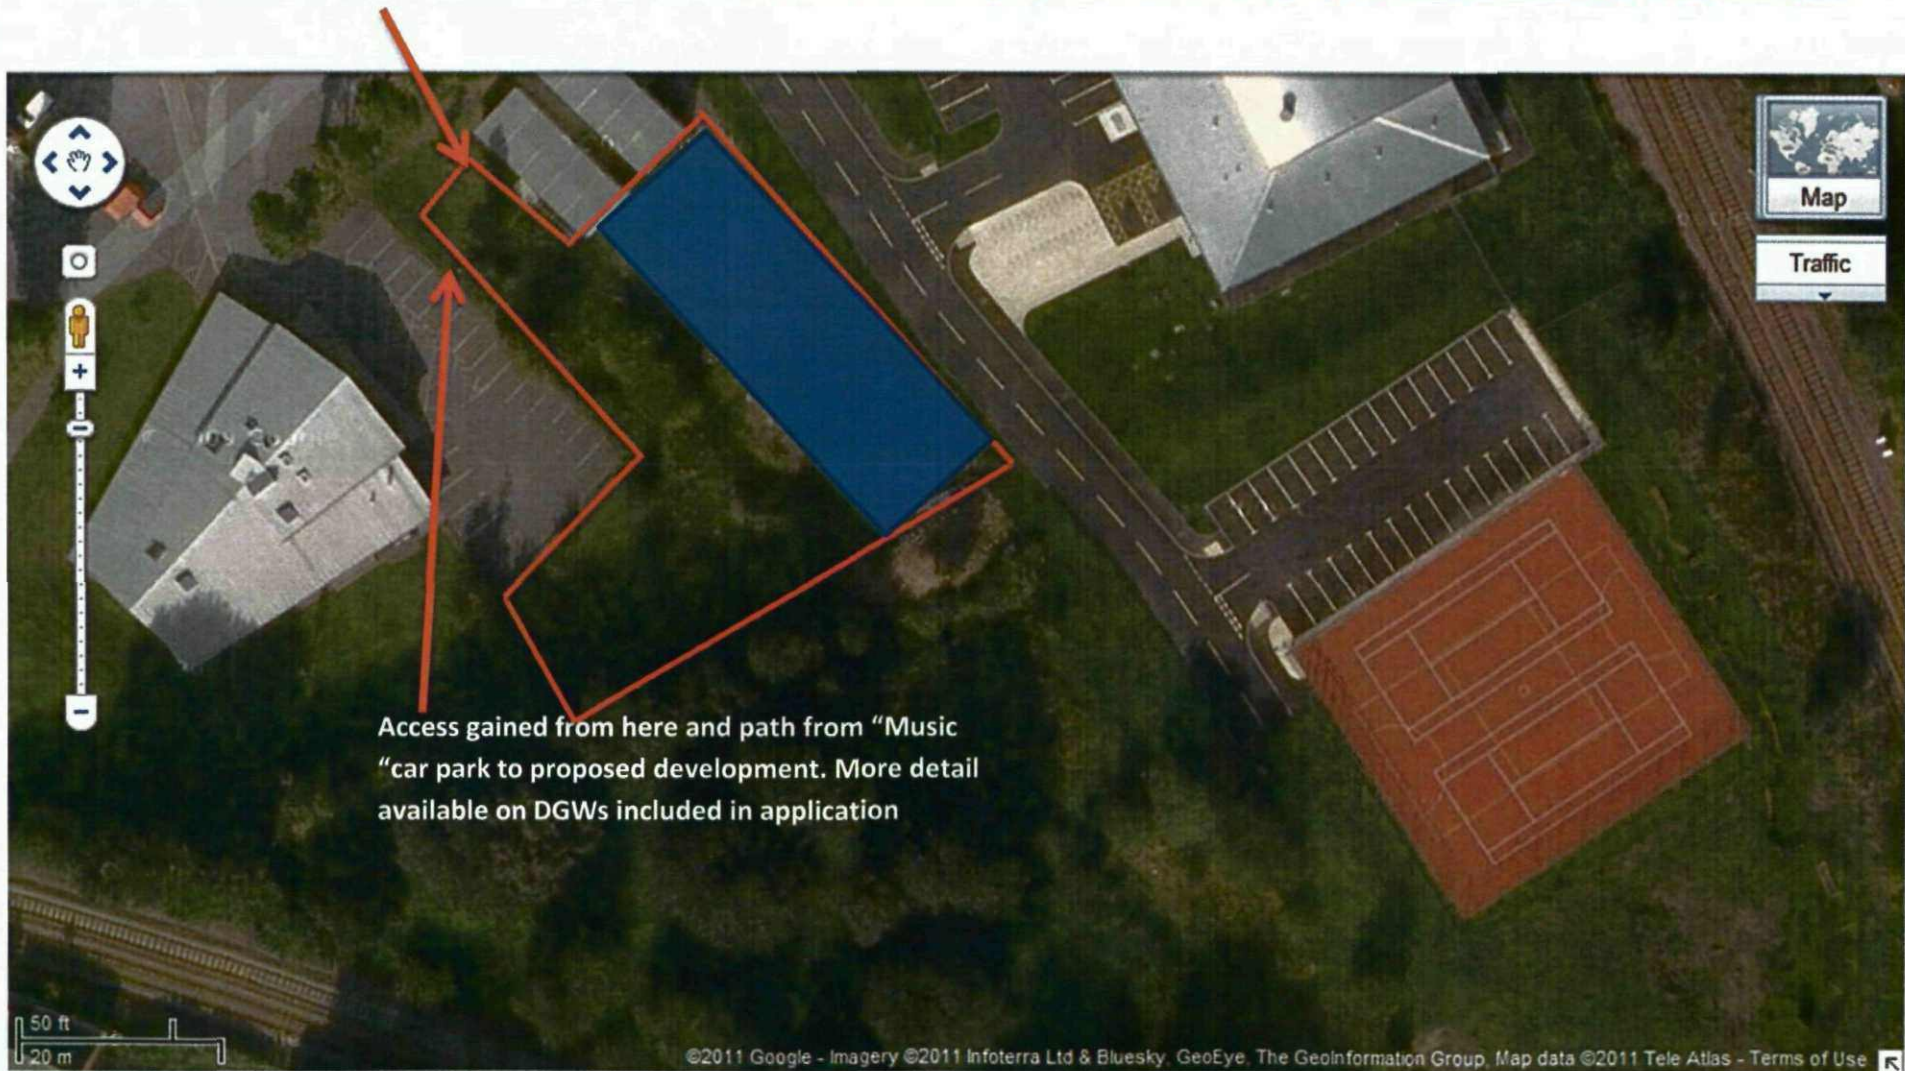 Map
Traffic
Access gained from here and path from “Music
“car park to proposed development. More detail
available on DGWs included in application
50 ft
20 m
©2011 Google - Imagery ©2011 Infoterra Ltd & Bluesky, GeoEye, The GeoInformation Group, Map data ©2011 Tele Atlas - Terms of Use